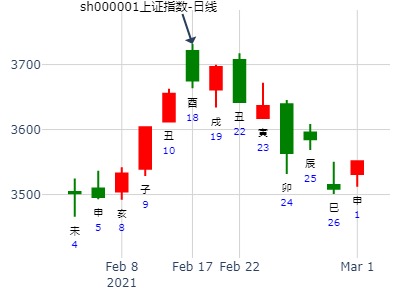 sh000001上证指数-日线
3700
3600
3500
未
4
申
5
亥
8
子
9
丑
10
酉
18
戌
19
丑
22
寅
23
卯
24
辰
25
巳
26
申
1
Feb 8
2021
Feb 17
Feb 22
Mar 1